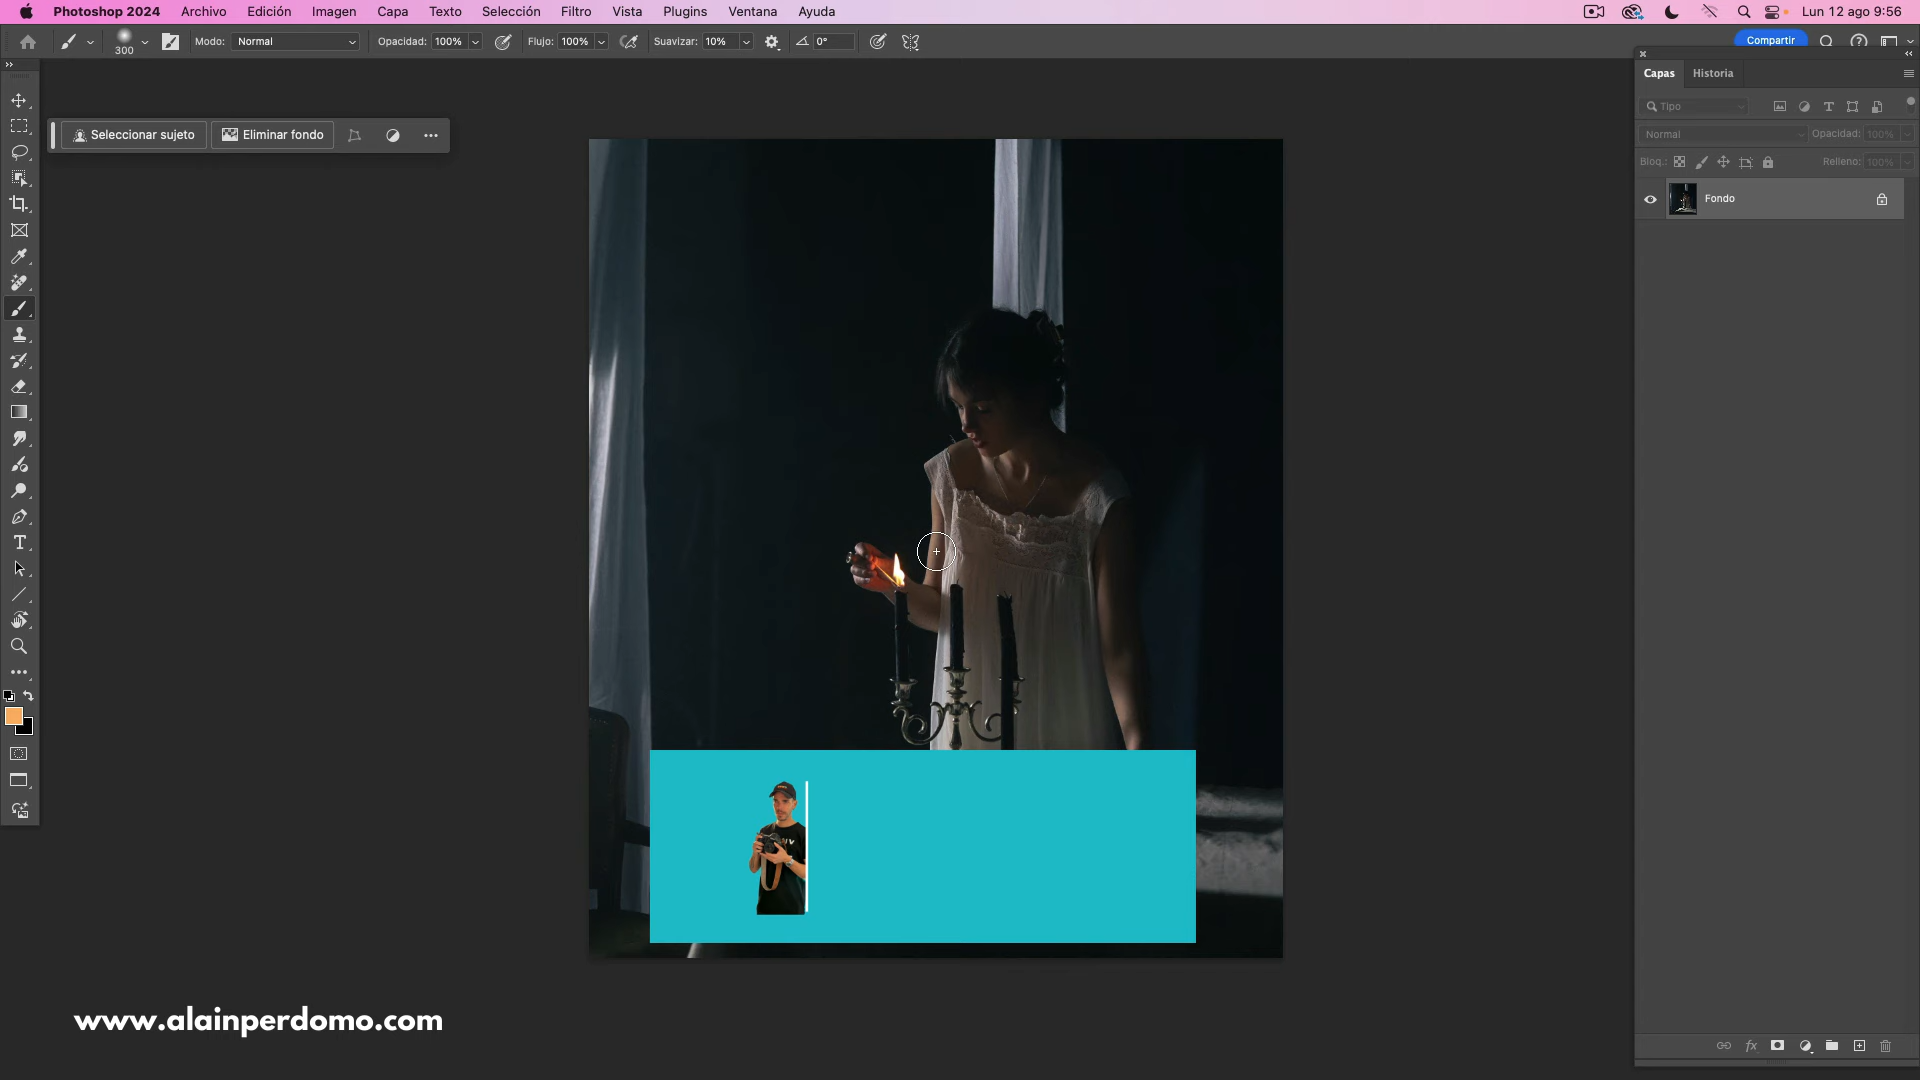 Photoshop 2024 Archivo Edición Imagen Capa Texto Selección Filtro Vista Plugins Ventana Ayuda Lun 12 ago 9:56
300 Modo: Normal Opacidad: 100% Flujo: 100% Suavizar: 10% 0° Compartir
Capas Historia
Tipo
Seleccionar sujeto Eliminar fondo
Normal Opacidad: 100%
Bloq.: Relleno: 100%
Fondo
www.alainperdomo.com